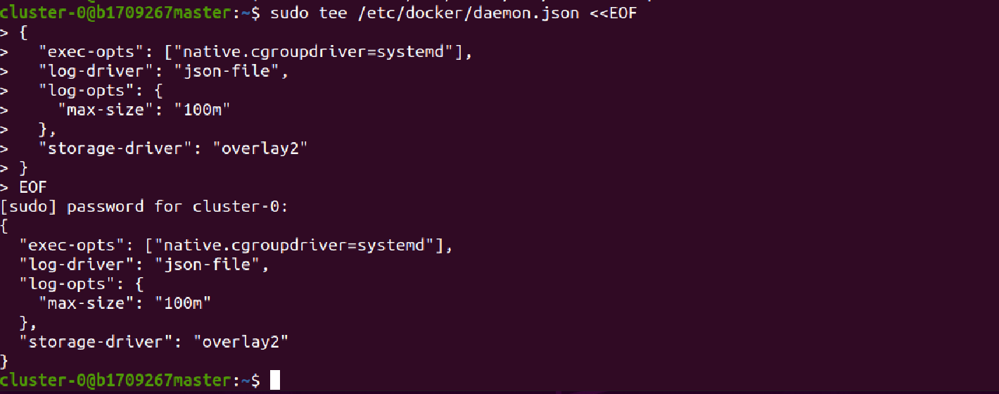 cluster-0@b1709267master:~$ sudo tee /etc/docker/daemon.json <<EOF
> {
>   "exec-opts": ["native.cgroupdriver=systemd"],
>   "log-driver": "json-file",
>   "log-opts": {
>     "max-size": "100m"
>   },
>   "storage-driver": "overlay2"
> }
> EOF
[sudo] password for cluster-0:
{
  "exec-opts": ["native.cgroupdriver=systemd"],
  "log-driver": "json-file",
  "log-opts": {
    "max-size": "100m"
  },
  "storage-driver": "overlay2"
}
cluster-0@b1709267master:~$